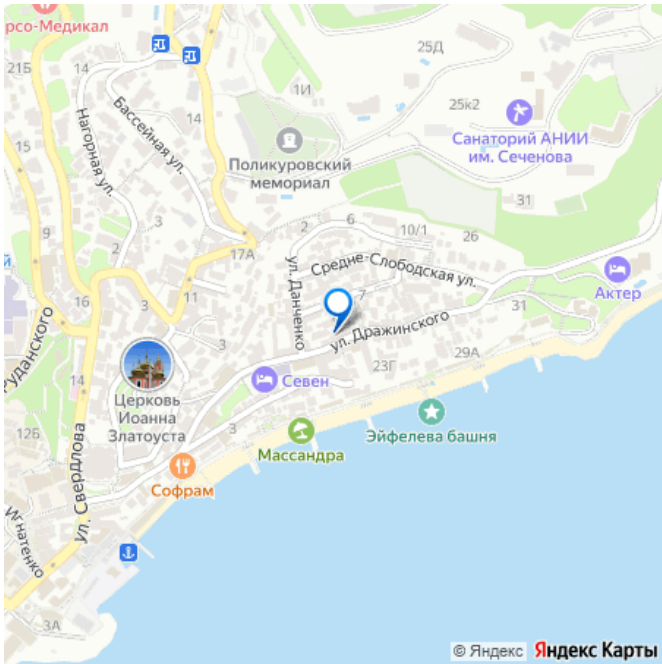 рсо-Медикал
25Д
21Б
14
1И
25к2
Санаторий АНИИ
им. Сеченова
Нагорная ул.
Бассейная ул.
14
Поликуровский
мемориал
31
9
2
2
6
10/1
26
17А
Средне-Слободская ул.
й
16
3
11
ул. Данченко
7
Актер
Руданского
3
ул. Дражинского
31
29А
23Г
Севен
Церковь
Иоанна
Златоуста
12Б
3
Массандра
Эйфелева башня
ул. Свердлова
Софрам
Игнатенко
3А
© Яндекс Яндекс Карты